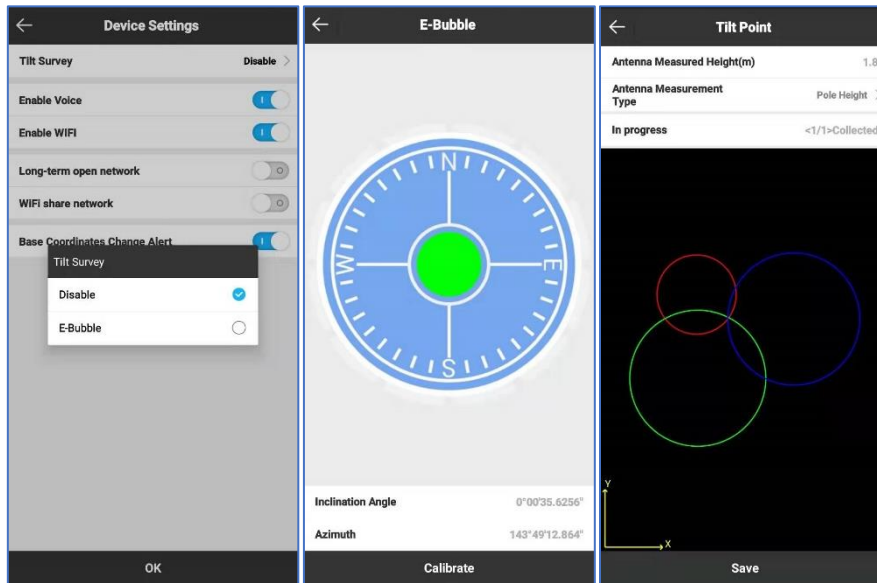 Device Settings
Tilt Survey Disable
Enable Voice
Enable WIFI
Long-term open network
WiFi share network
Base Coordinates Change Alert
Tilt Survey
Disable
E-Bubble
OK
E-Bubble
N
W E
S
Inclination Angle 0°00'35.6256"
Azimuth 143°49'12.864"
Calibrate
Tilt Point
Antenna Measured Height(m) 1.8
Antenna Measurement
Type Pole Height
In progress <1/1>Collected
Y
X
Save